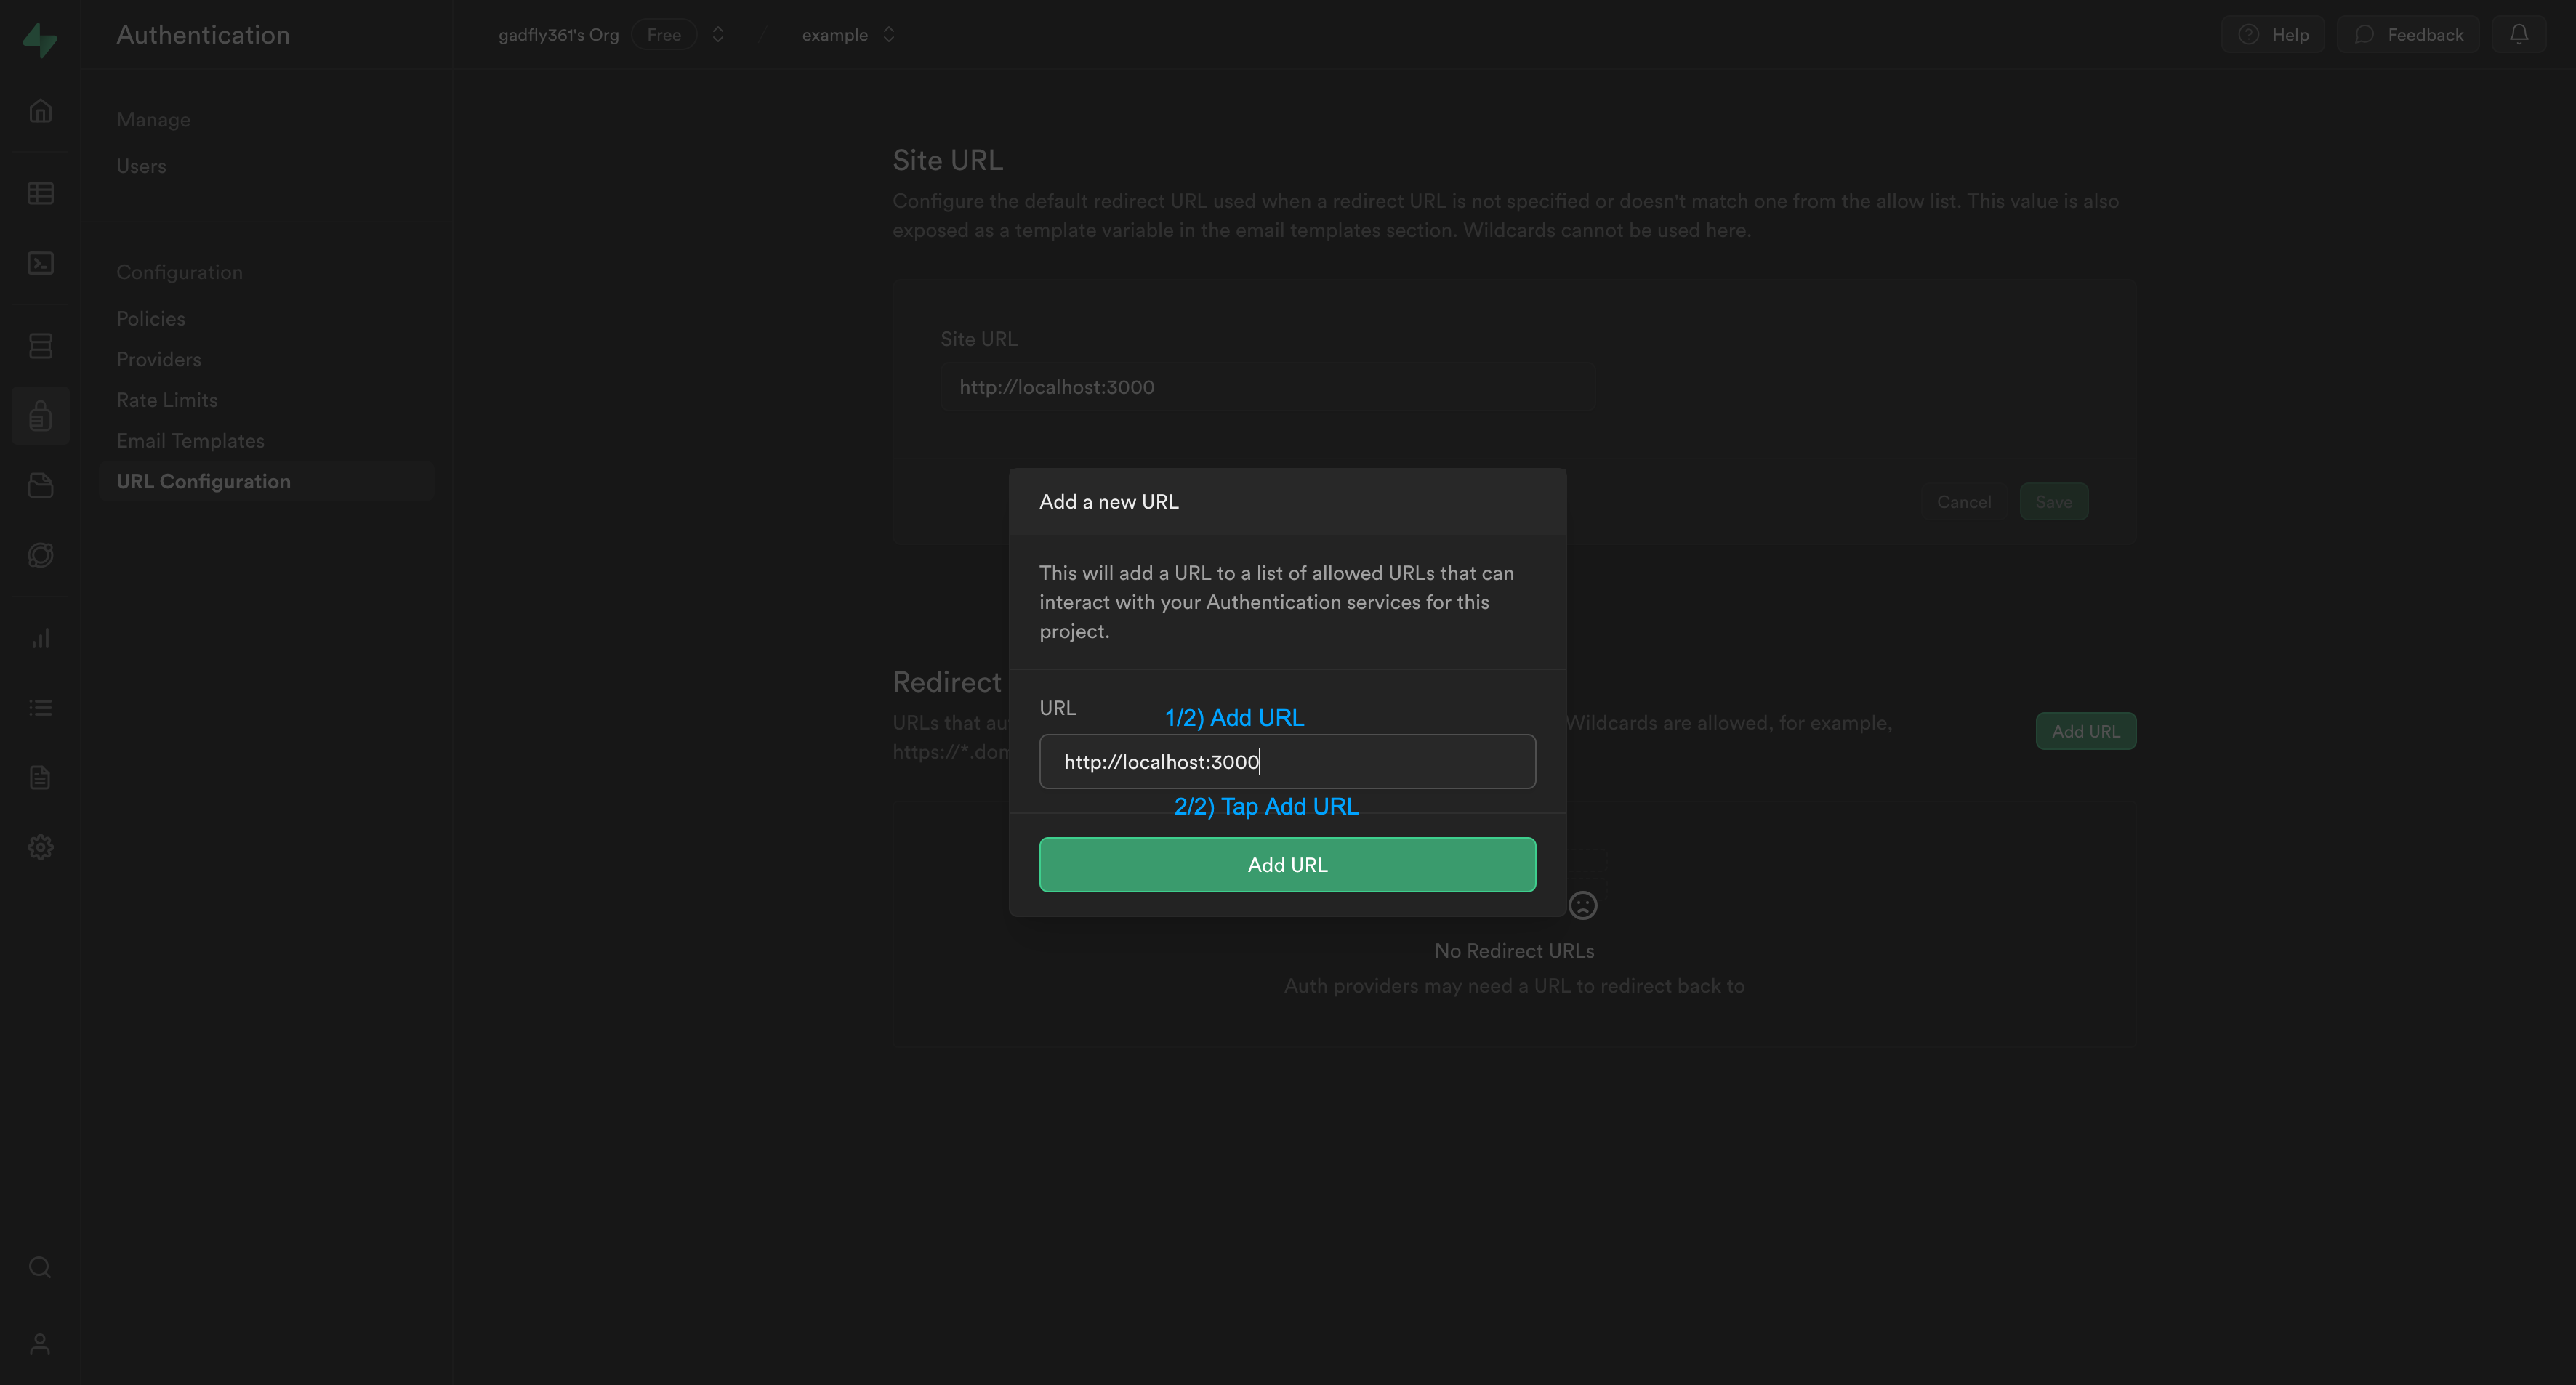 Authentication
gadfly361's Org Free / example
Help Feedback
Manage
Users
Configuration
Policies
Providers
Rate Limits
Email Templates
URL Configuration
Site URL
Configure the default redirect URL used when a redirect URL is not specified or doesn't match one from the allow list. This value is also
exposed as a template variable in the email templates section. Wildcards cannot be used here.
Site URL
http://localhost:3000
Cancel Save
Add a new URL
This will add a URL to a list of allowed URLs that can
interact with your Authentication services for this
project.
Redirect
URLs that au
Wildcards are allowed, for example,
https://*.dom
Add URL
URL
1/2) Add URL
http://localhost:3000
2/2) Tap Add URL
Add URL
No Redirect URLs
Auth providers may need a URL to redirect back to